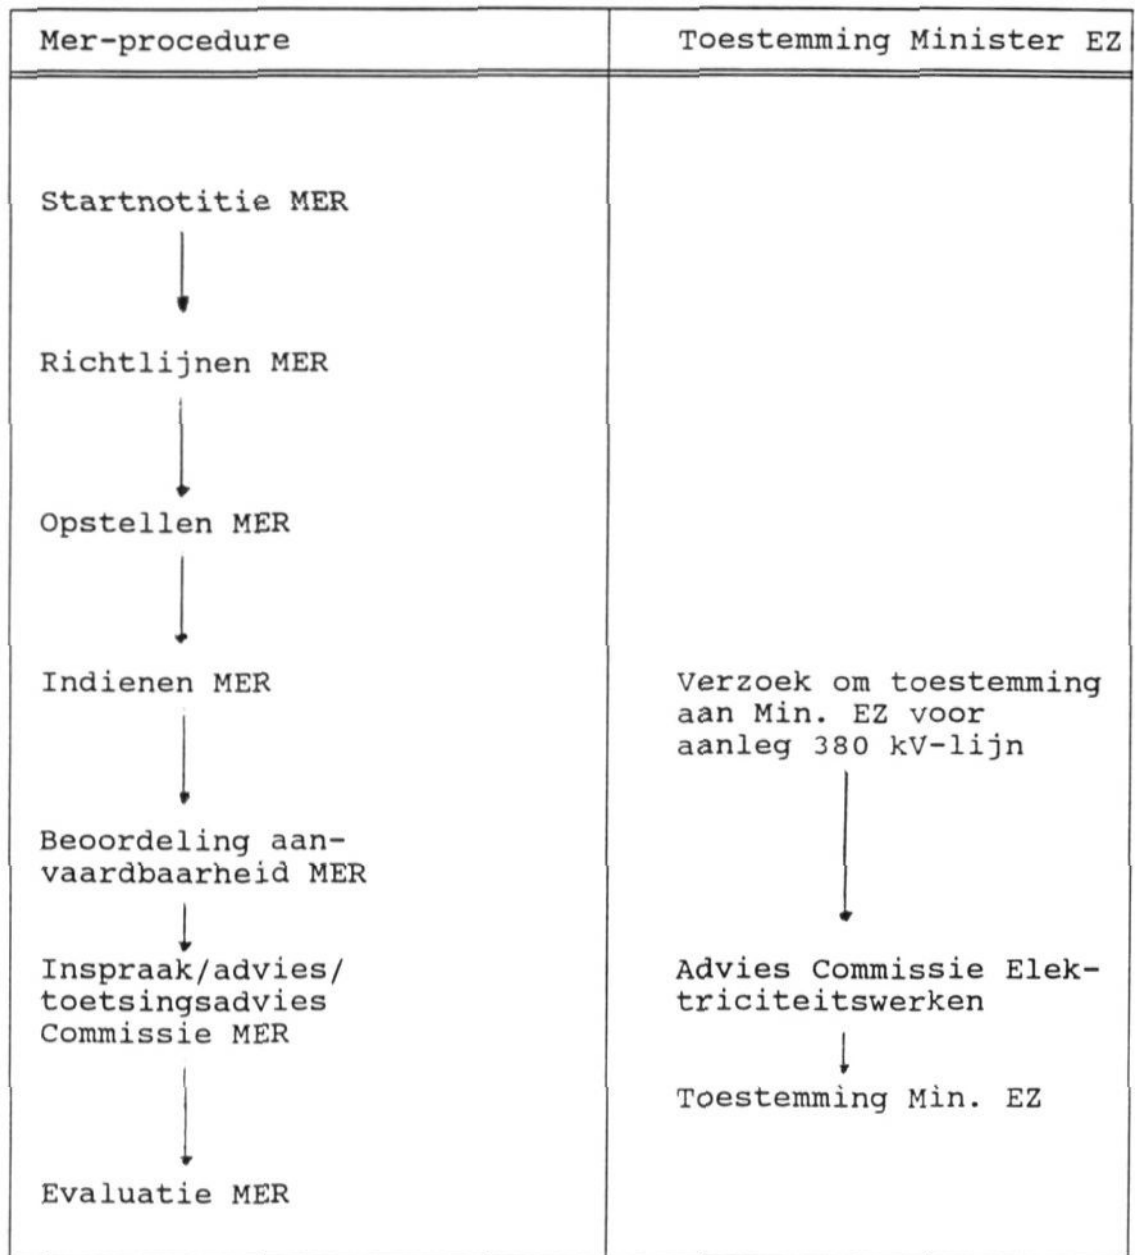 Mer-procedure
Toestemming Minister EZ
Startnotitie MER
Richtlijnen MER
Opstellen MER
Indienen MER
Beoordeling aan-
vaardbaarheid MER
Inspraak/advies/
toetsingsadvies
Commissie MER
Evaluatie MER
Verzoek om toestemming
aan Min. EZ voor
aanleg 380 kV-lijn
Advies Commissie Elek-
triciteitswerken
Toestemming Min. EZ